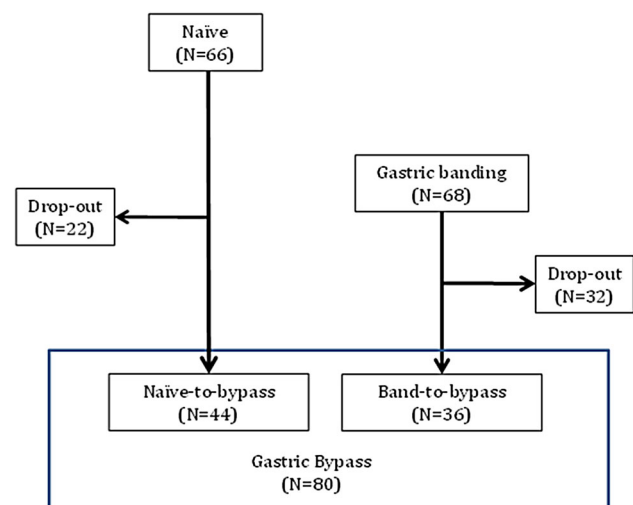 Naïve
(N=66)
Gastric banding
(N=68)
Drop-out
(N=22)
Drop-out
(N=32)
Naïve-to-bypass
(N=44)
Band-to-bypass
(N=36)
Gastric Bypass
(N=80)